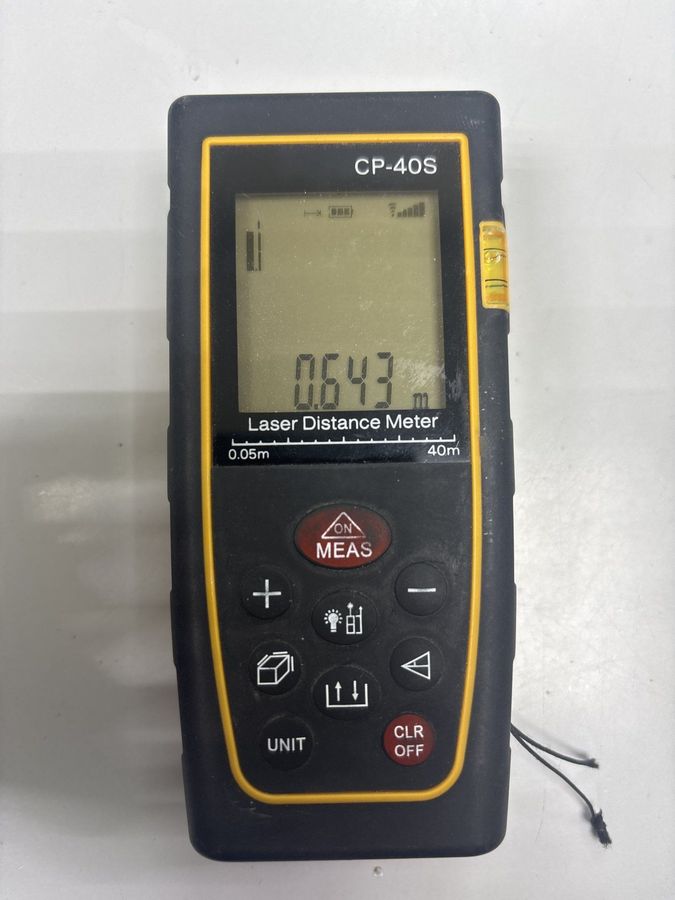 CP-40S
0.643 m
Laser Distance Meter
0.05m 40m
ON
MEAS
+ −
UNIT
CLR
OFF